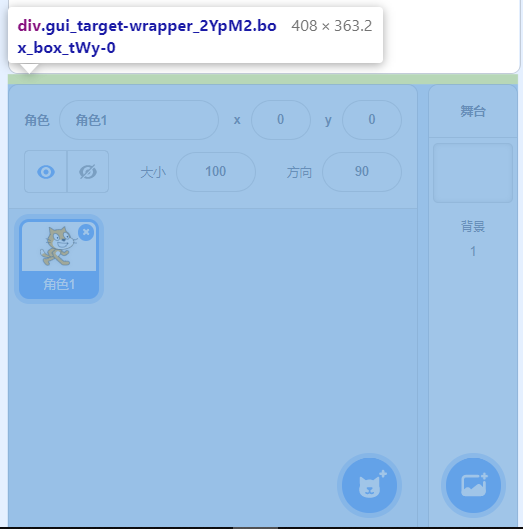 div.gui_target-wrapper_2YpM2.bo 408 × 363.2
x_box_tWy-0
角色 角色1 x 0 y 0 舞台
大小 100 方向 90
背景
1
角色1